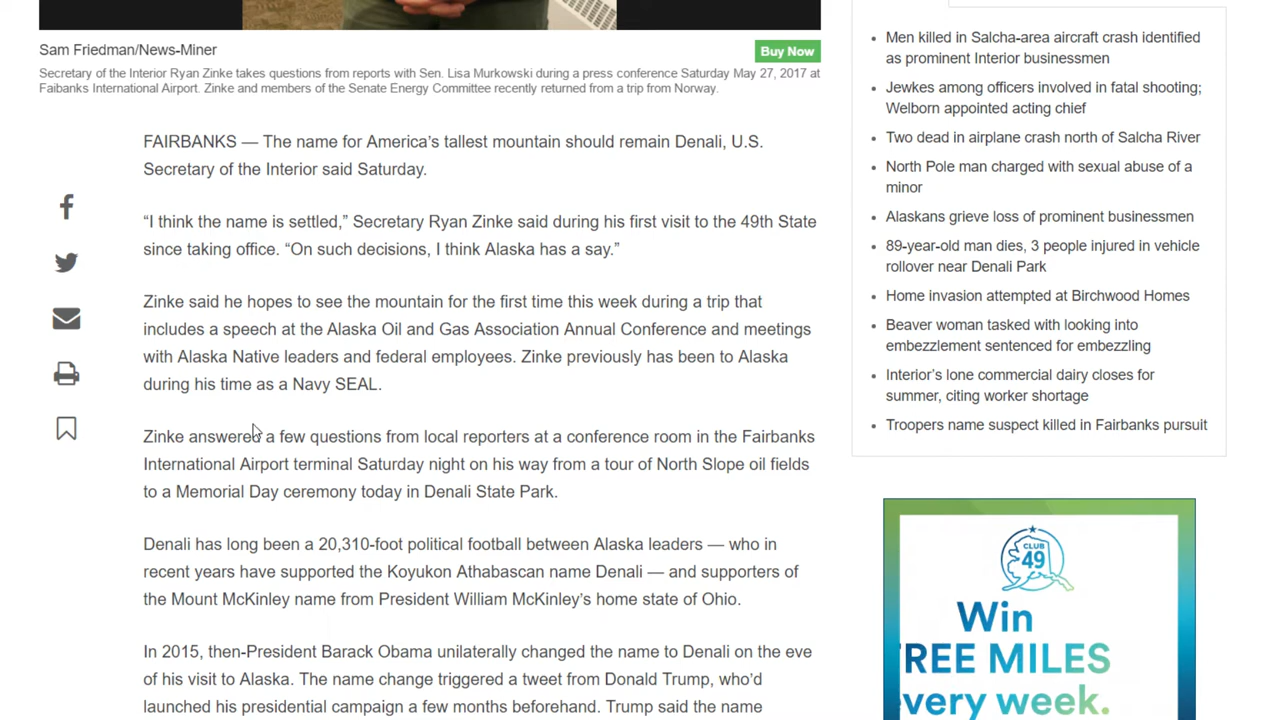 Sam Friedman/News-Miner
Buy Now
Secretary of the Interior Ryan Zinke takes questions from reports with Sen. Lisa Murkowski during a press conference Saturday May 27, 2017 at
Faibanks International Airport. Zinke and members of the Senate Energy Committee recently returned from a trip from Norway.
FAIRBANKS — The name for America’s tallest mountain should remain Denali, U.S.
Secretary of the Interior said Saturday.
“I think the name is settled,” Secretary Ryan Zinke said during his first visit to the 49th State
since taking office. “On such decisions, I think Alaska has a say.”
Zinke said he hopes to see the mountain for the first time this week during a trip that
includes a speech at the Alaska Oil and Gas Association Annual Conference and meetings
with Alaska Native leaders and federal employees. Zinke previously has been to Alaska
during his time as a Navy SEAL.
Zinke answered a few questions from local reporters at a conference room in the Fairbanks
International Airport terminal Saturday night on his way from a tour of North Slope oil fields
to a Memorial Day ceremony today in Denali State Park.
Denali has long been a 20,310-foot political football between Alaska leaders — who in
recent years have supported the Koyukon Athabascan name Denali — and supporters of
the Mount McKinley name from President William McKinley’s home state of Ohio.
In 2015, then-President Barack Obama unilaterally changed the name to Denali on the eve
of his visit to Alaska. The name change triggered a tweet from Donald Trump, who’d
launched his presidential campaign a few months beforehand. Trump said the name
Men killed in Salcha-area aircraft crash identified
as prominent Interior businessmen
Jewkes among officers involved in fatal shooting;
Welborn appointed acting chief
Two dead in airplane crash north of Salcha River
North Pole man charged with sexual abuse of a
minor
Alaskans grieve loss of prominent businessmen
89-year-old man dies, 3 people injured in vehicle
rollover near Denali Park
Home invasion attempted at Birchwood Homes
Beaver woman tasked with looking into
embezzlement sentenced for embezzling
Interior’s lone commercial dairy closes for
summer, citing worker shortage
Troopers name suspect killed in Fairbanks pursuit
CLUB
49
Win
REE MILES
very week.